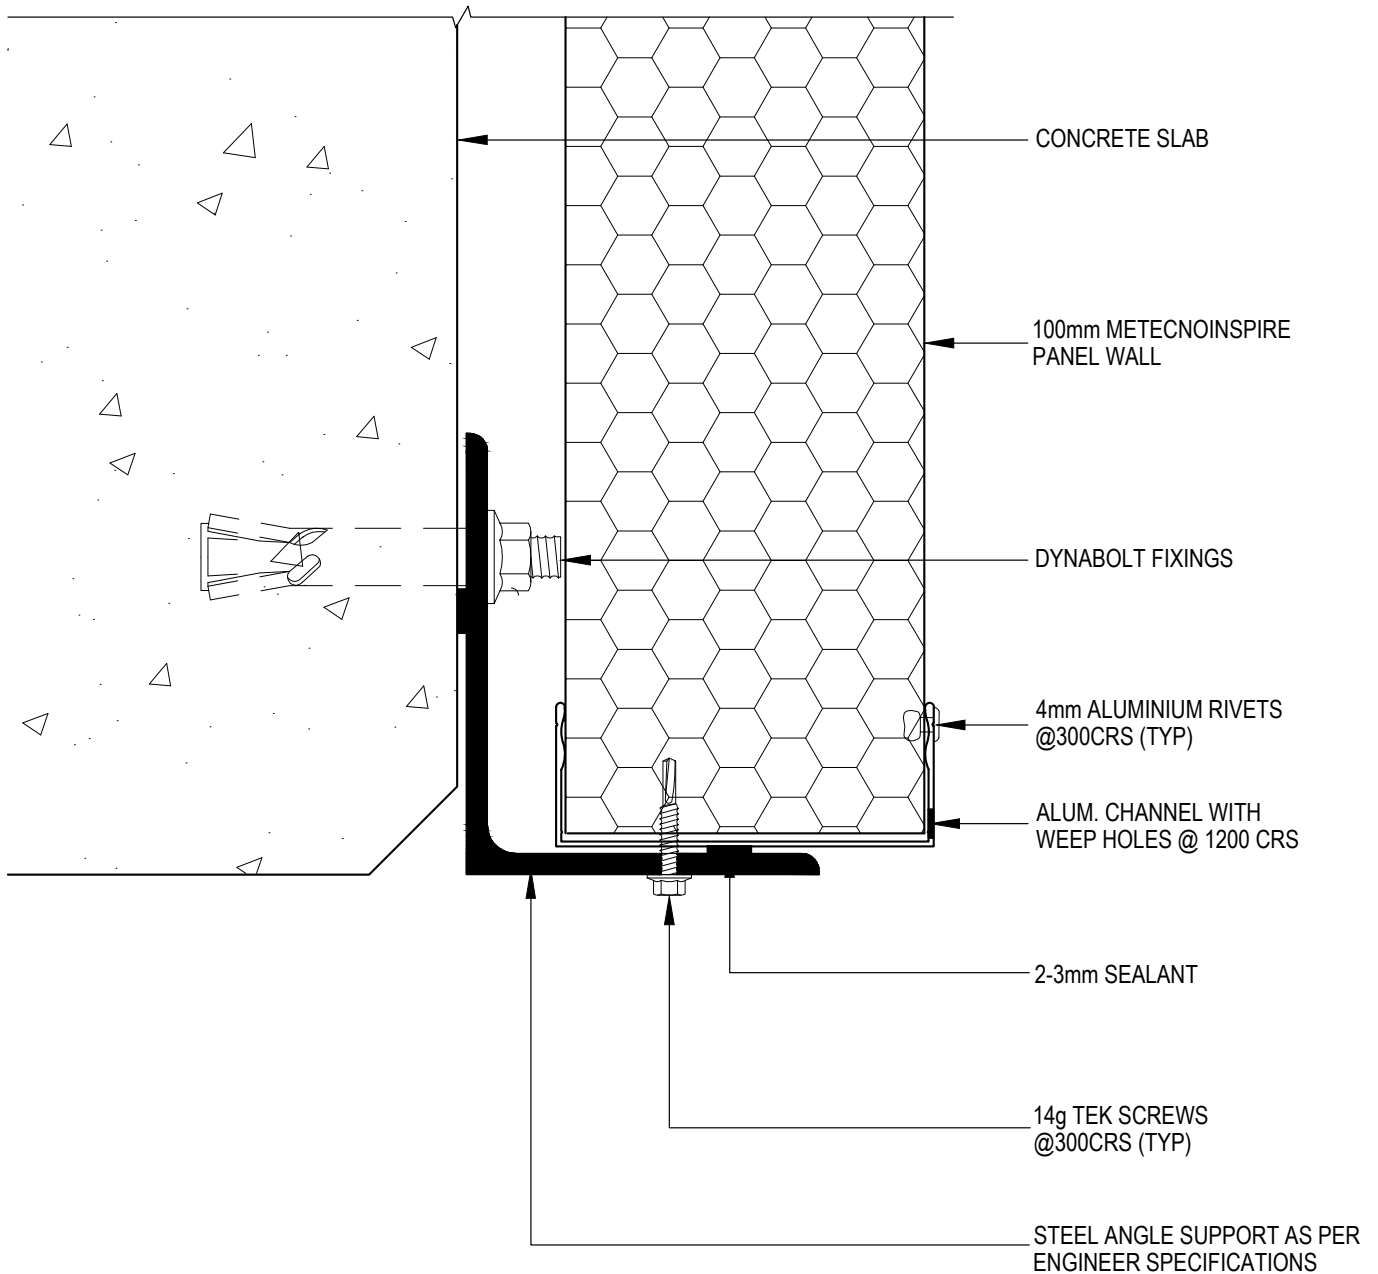 CONCRETE SLAB
100mm METECNOINSPIRE
PANEL WALL
DYNABOLT FIXINGS
4mm ALUMINIUM RIVETS
@300CRS (TYP)
ALUM. CHANNEL WITH
WEEP HOLES @ 1200 CRS
2-3mm SEALANT
14g TEK SCREWS
@300CRS (TYP)
STEEL ANGLE SUPPORT AS PER
ENGINEER SPECIFICATIONS